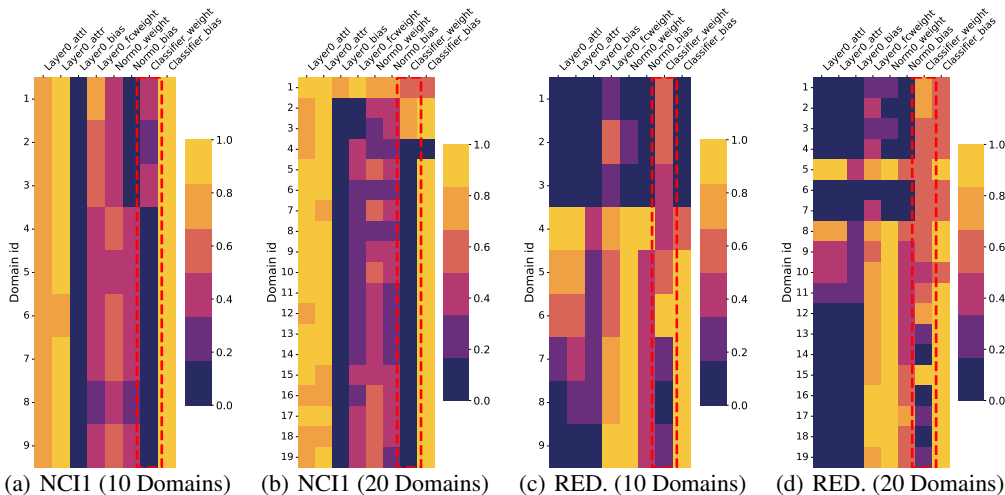 Layer0_attl
Layer0_attr
Layer0_bias
Layer0_fcweight
Norm0_weight
Norm0_bias
Classifier_weight
Classifier_bias
Domain id
1
2
3
4
5
6
7
8
9
1.0
0.8
0.6
0.4
0.2
0.0
(a) NCI1 (10 Domains)
Layer0_attl
Layer0_attr
Layer0_bias
Layer0_fcweight
Norm0_weight
Norm0_bias
Classifier_weight
Classifier_bias
Domain id
1
2
3
4
5
6
7
8
9
10
11
12
13
14
15
16
17
18
19
1.0
0.8
0.6
0.4
0.2
0.0
(b) NCI1 (20 Domains)
Layer0_attl
Layer0_attr
Layer0_bias
Layer0_fcweight
Norm0_weight
Norm0_bias
Classifier_weight
Classifier_bias
Domain id
1
2
3
4
5
6
7
8
9
1.0
0.8
0.6
0.4
0.2
0.0
(c) RED. (10 Domains)
Layer0_attl
Layer0_attr
Layer0_bias
Layer0_fcweight
Norm0_weight
Norm0_bias
Classifier_weight
Classifier_bias
Domain id
1
2
3
4
5
6
7
8
9
10
11
12
13
14
15
16
17
18
19
1.0
0.8
0.6
0.4
0.2
0.0
(d) RED. (20 Domains)